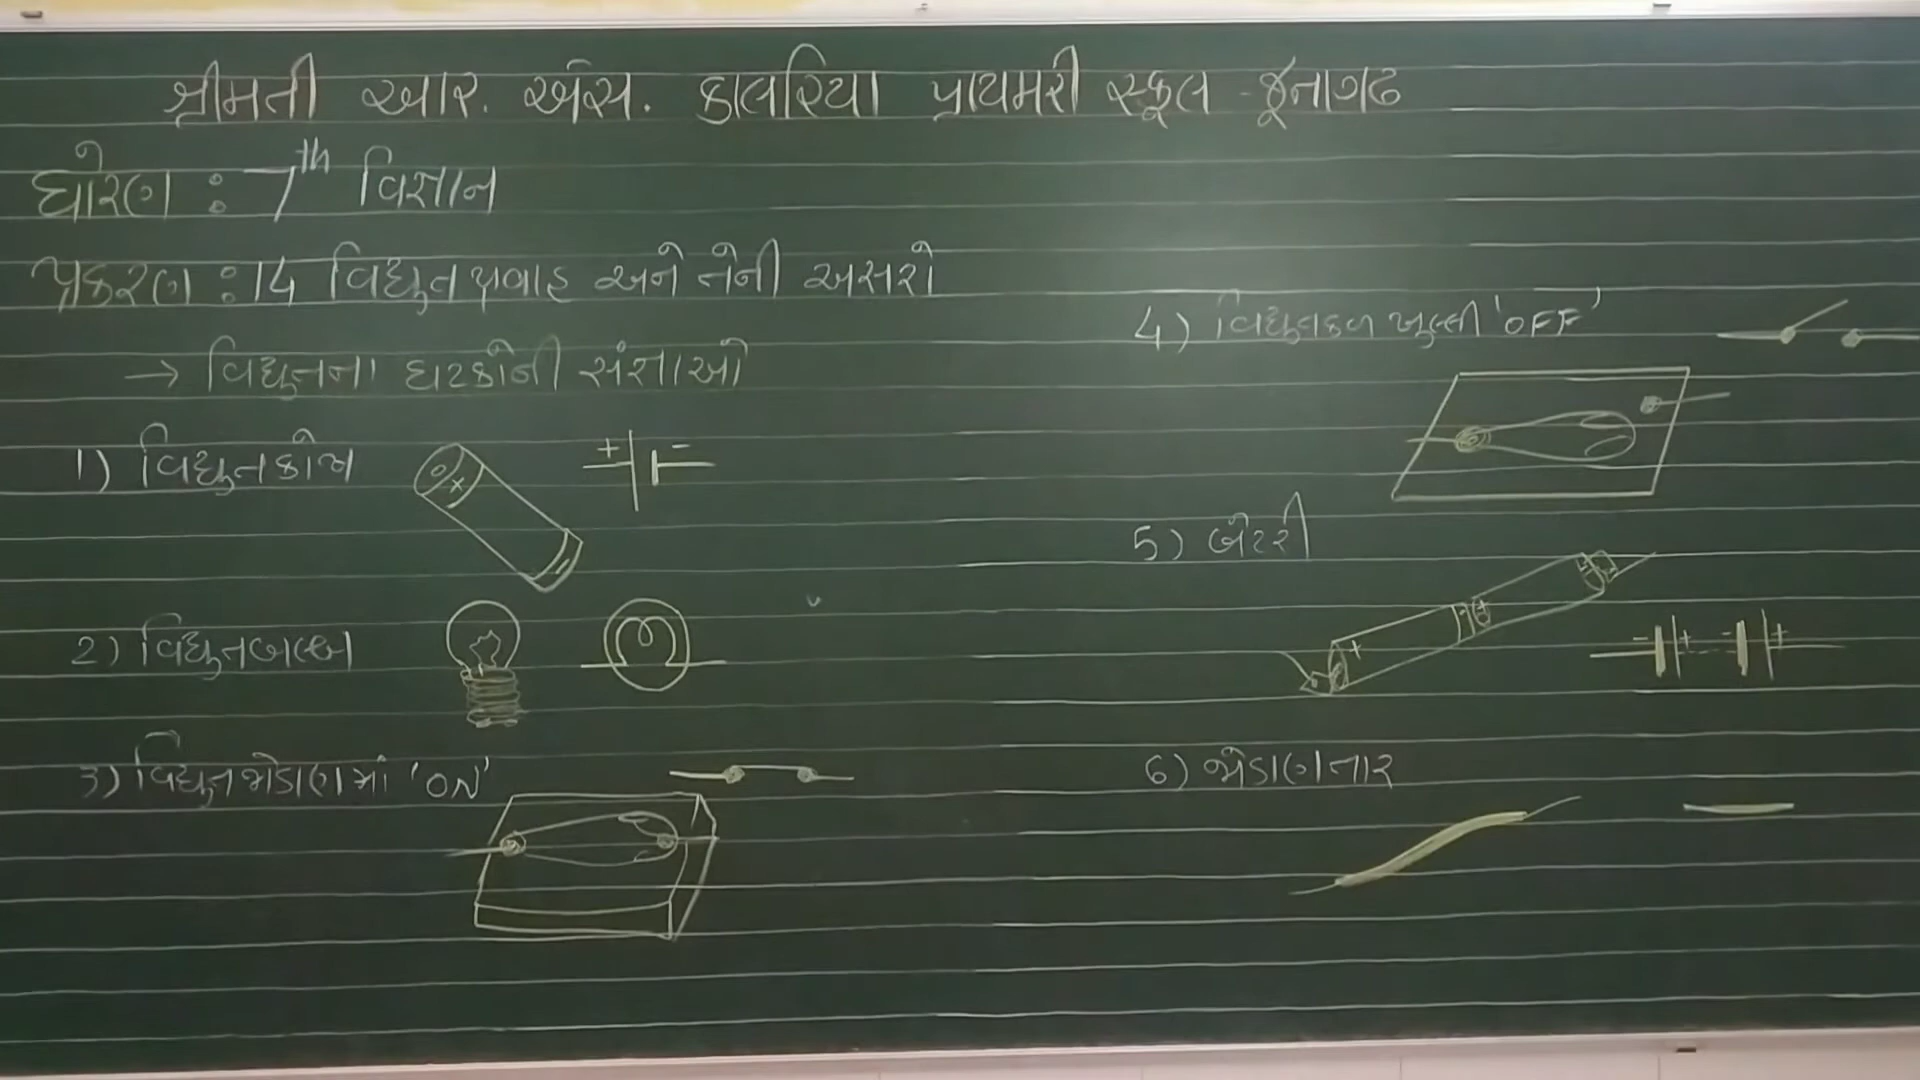 શ્રીમતી આર. એસ. કાલરિયા પ્રાયમરી સ્કૂલ - જૂનાગઢ
ધોરણ : 7th વિજ્ઞાન
પ્રકરણ : 14 વિદ્યુતપ્રવાહ અને તેની અસરો
→ વિદ્યુતના ઘટકોની સંજ્ઞાઓ
1) વિદ્યુતકોષ
+ -
2) વિદ્યુતબલ્બ
3) વિદ્યુતજોડાણમાં 'ON'
4) વિદ્યુતકળ ખુલ્લી 'OFF'
5) બેટરી
- + - +
6) જોડાણતાર